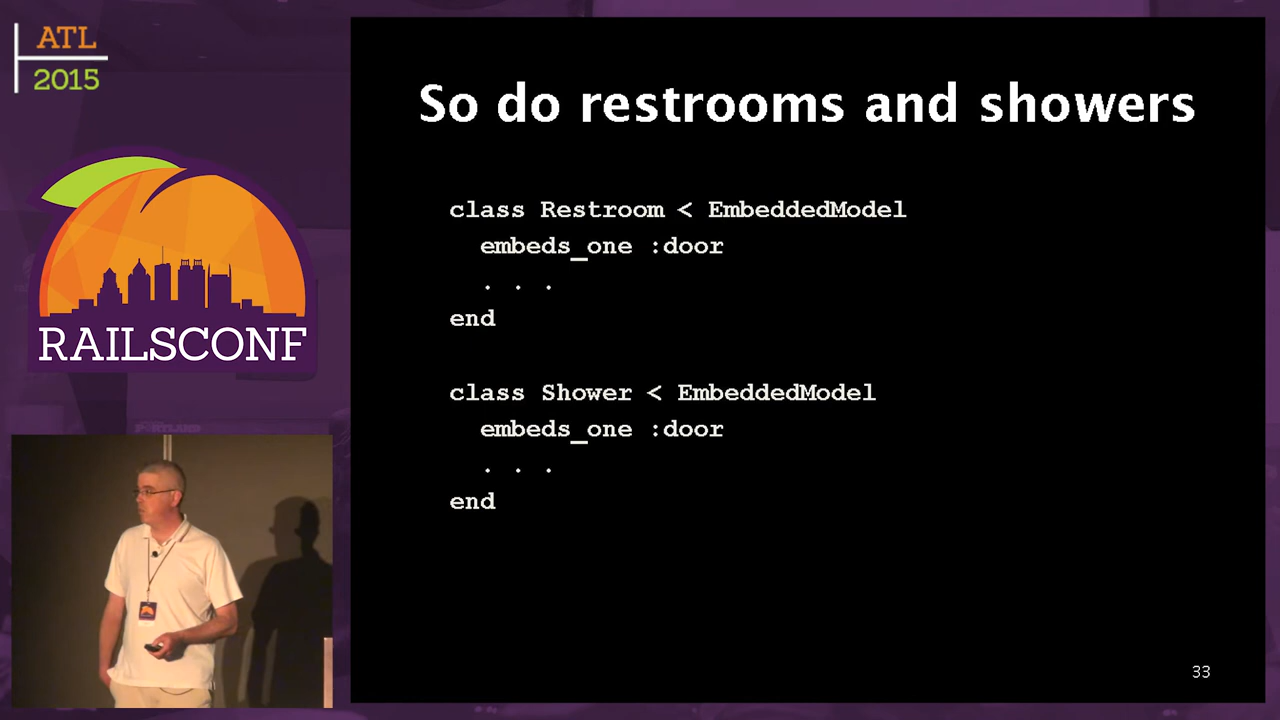 ATL
2015
RAILSCONF
So do restrooms and showers
class Restroom < EmbeddedModel
embeds_one :door
. . .
end
class Shower < EmbeddedModel
embeds_one :door
. . .
end
33